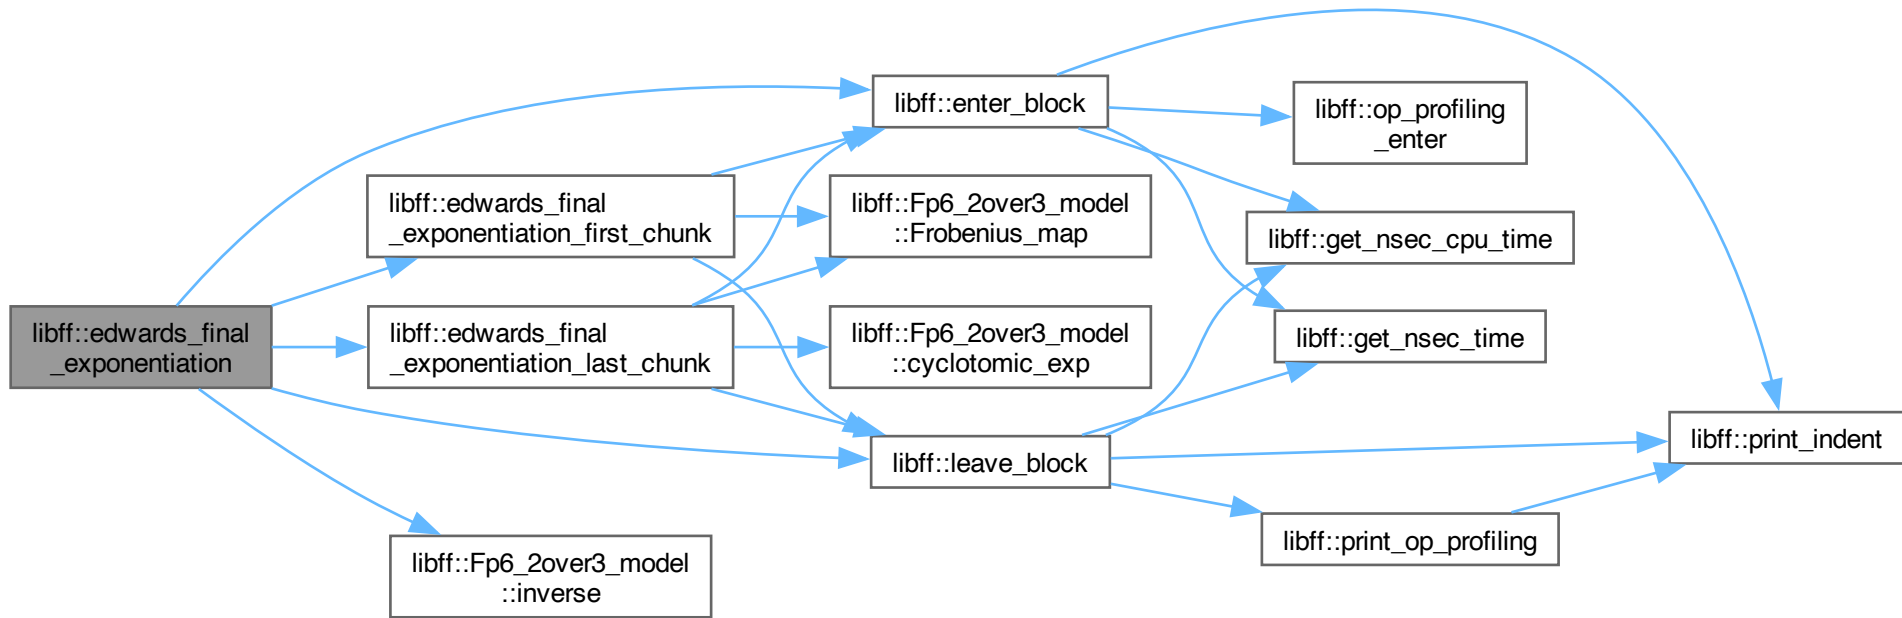 libff::edwards_final
_exponentiation
libff::edwards_final
_exponentiation_first_chunk
libff::edwards_final
_exponentiation_last_chunk
libff::Fp6_2over3_model
::inverse
libff::enter_block
libff::Fp6_2over3_model
::Frobenius_map
libff::Fp6_2over3_model
::cyclotomic_exp
libff::leave_block
libff::op_profiling
_enter
libff::get_nsec_cpu_time
libff::get_nsec_time
libff::print_op_profiling
libff::print_indent